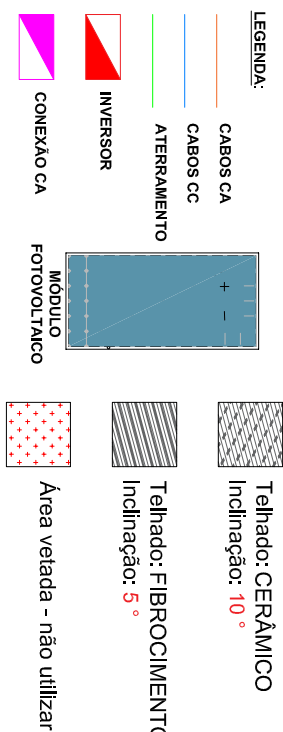 LEGENDA:
CABOS CA
CABOS CC
ATERRAMENTO
INVERSOR
CONEXÃO CA
+ -
MÓDULO
FOTOVOLTAICO
Telhado: CERÂMICO
Inclinação: 10 °
Telhado: FIBROCIMENTO
Inclinação: 5 °
Área vetada - não utilizar